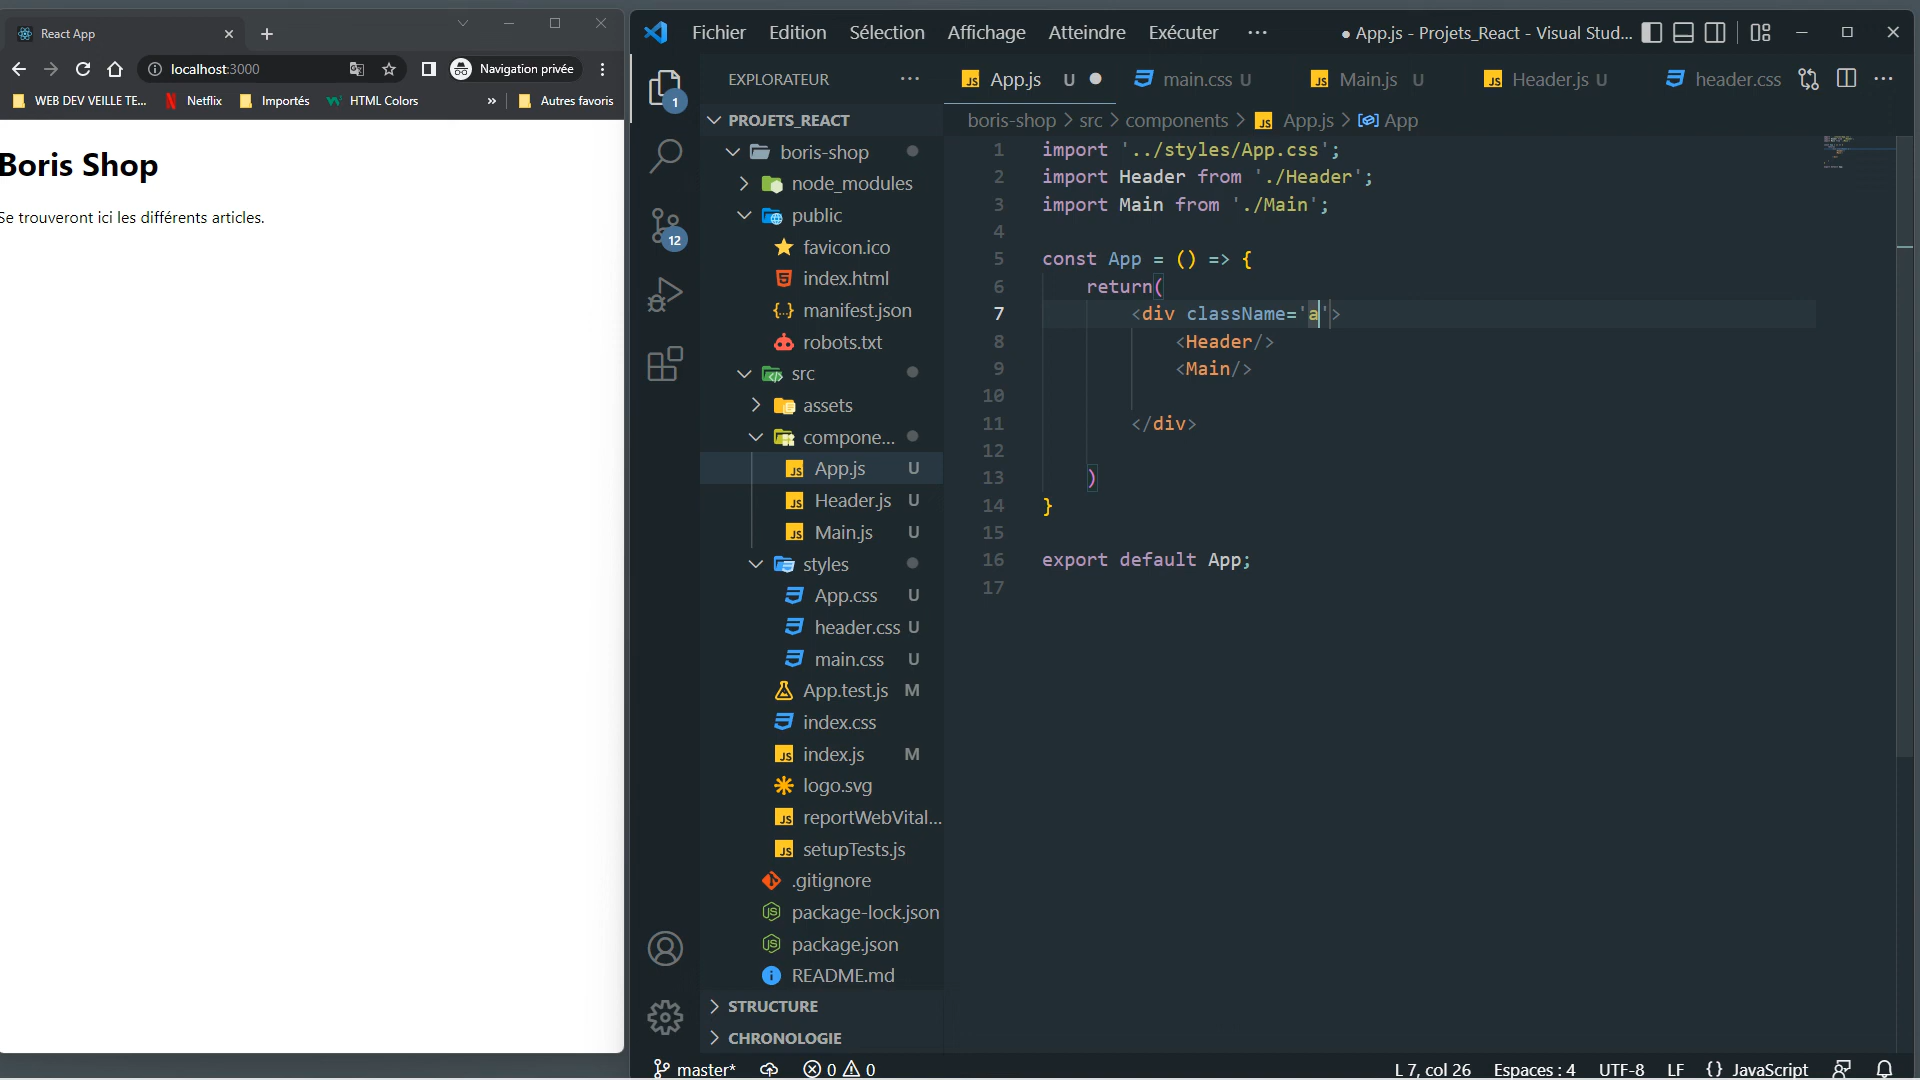 React App
localhost:3000
Navigation privée
WEB DEV VEILLE TE...
Netflix
Importés
HTML Colors
»
Autres favoris
Boris Shop
Se trouveront ici les différents articles.
Fichier
Edition
Sélection
Affichage
Atteindre
Exécuter
···
● App.js - Projets_React - Visual Stud...
1
12
EXPLORATEUR
···
PROJETS_REACT
boris-shop
node_modules
public
favicon.ico
index.html
manifest.json
robots.txt
src
assets
compone...
App.js U
Header.js U
Main.js U
styles
App.css U
header.css U
main.css U
App.test.js M
index.css
index.js M
logo.svg
reportWebVital...
setupTests.js
.gitignore
package-lock.json
package.json
README.md
STRUCTURE
CHRONOLOGIE
App.js U
main.css U
Main.js U
Header.js U
header.css
···
boris-shop > src > components > App.js > App
1 import '../styles/App.css';
2 import Header from './Header';
3 import Main from './Main';
4
5 const App = () => {
6 return(
7 <div className='a'>
8 <Header/>
9 <Main/>
10
11 </div>
12
13 )
14 }
15
16 export default App;
17
master*
0
0
L 7, col 26
Espaces : 4
UTF-8
LF
{} JavaScript